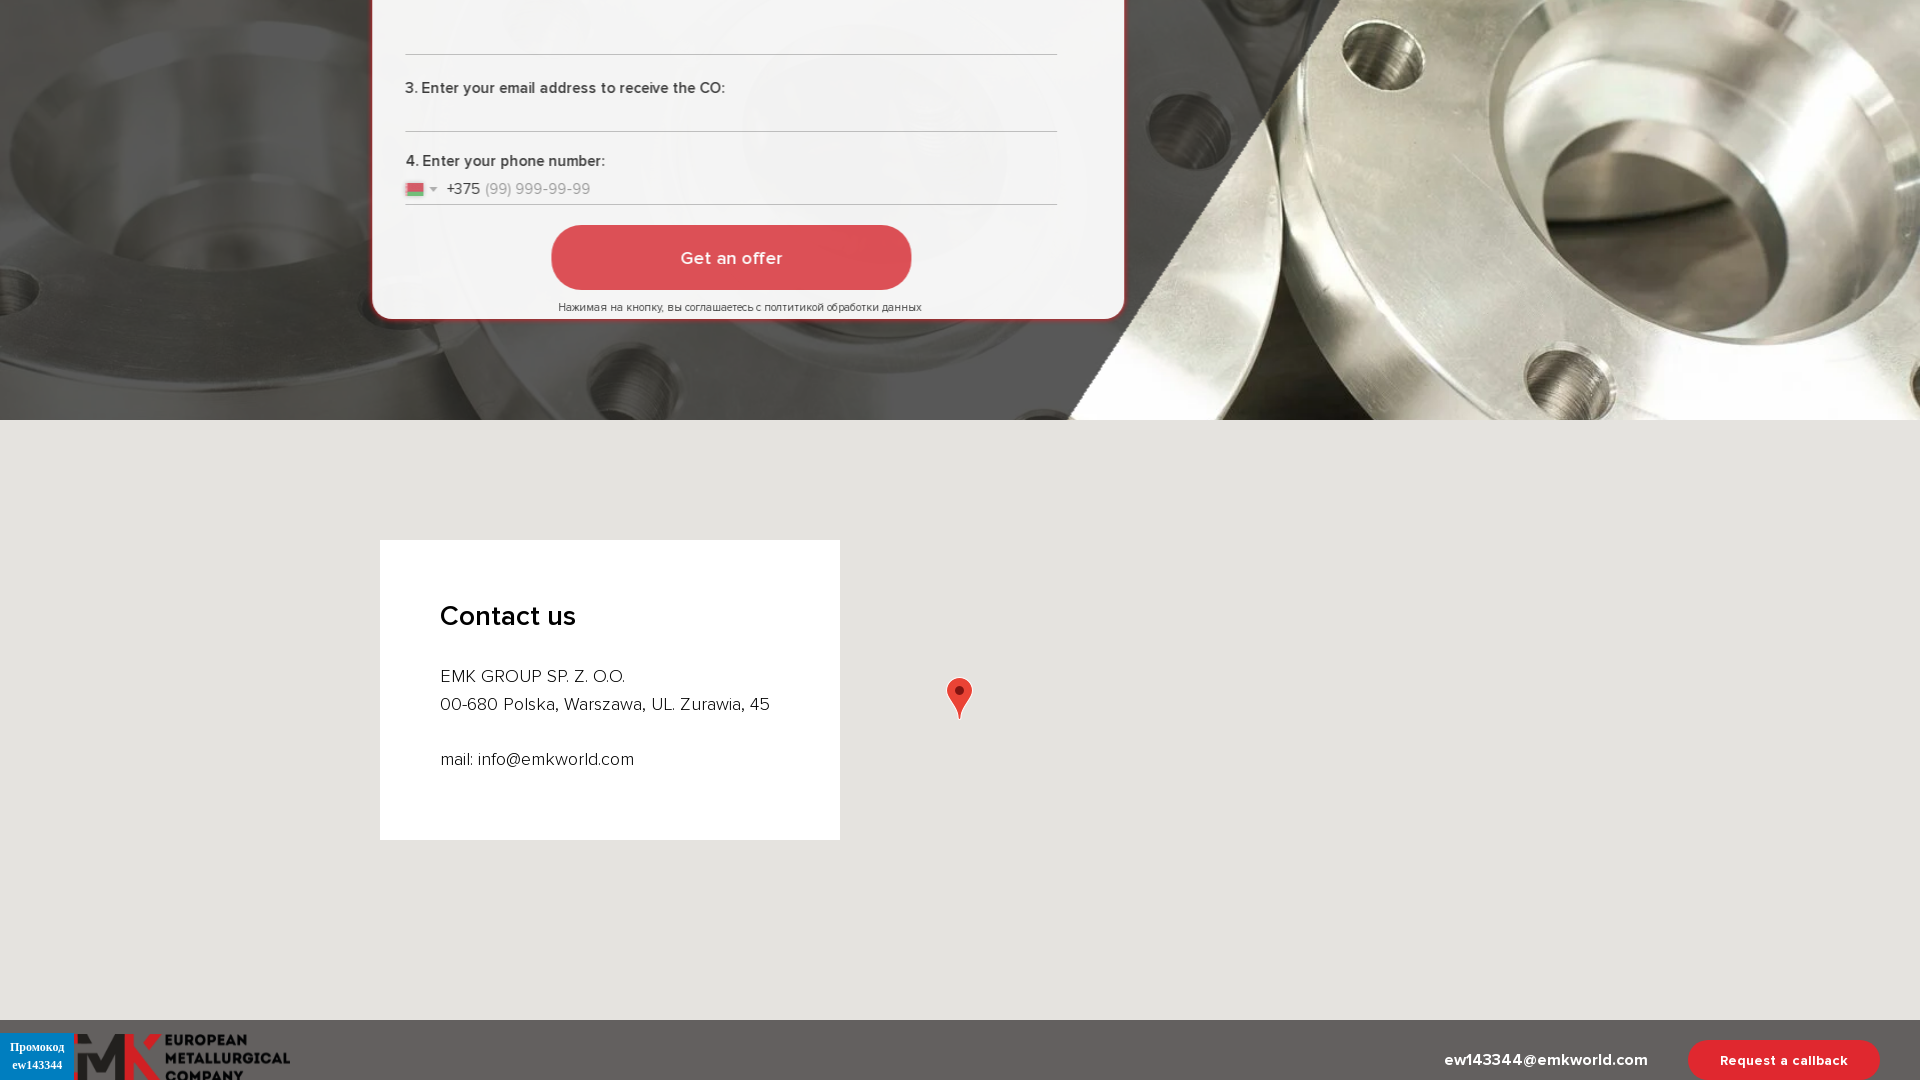 3. Enter your email address to receive the CO:
4. Enter your phone number:
+375 (99) 999-99-99
Get an offer
Нажимая на кнопку, вы соглашаетесь с полтитикой обработки данных
Contact us
EMK GROUP SP. Z. O.O.
00-680 Polska, Warszawa, UL. Zurawia, 45
mail: info@emkworld.com
Промокод
ew143344
MK
EUROPEAN
METALLURGICAL
COMPANY
ew143344@emkworld.com
Request a callback